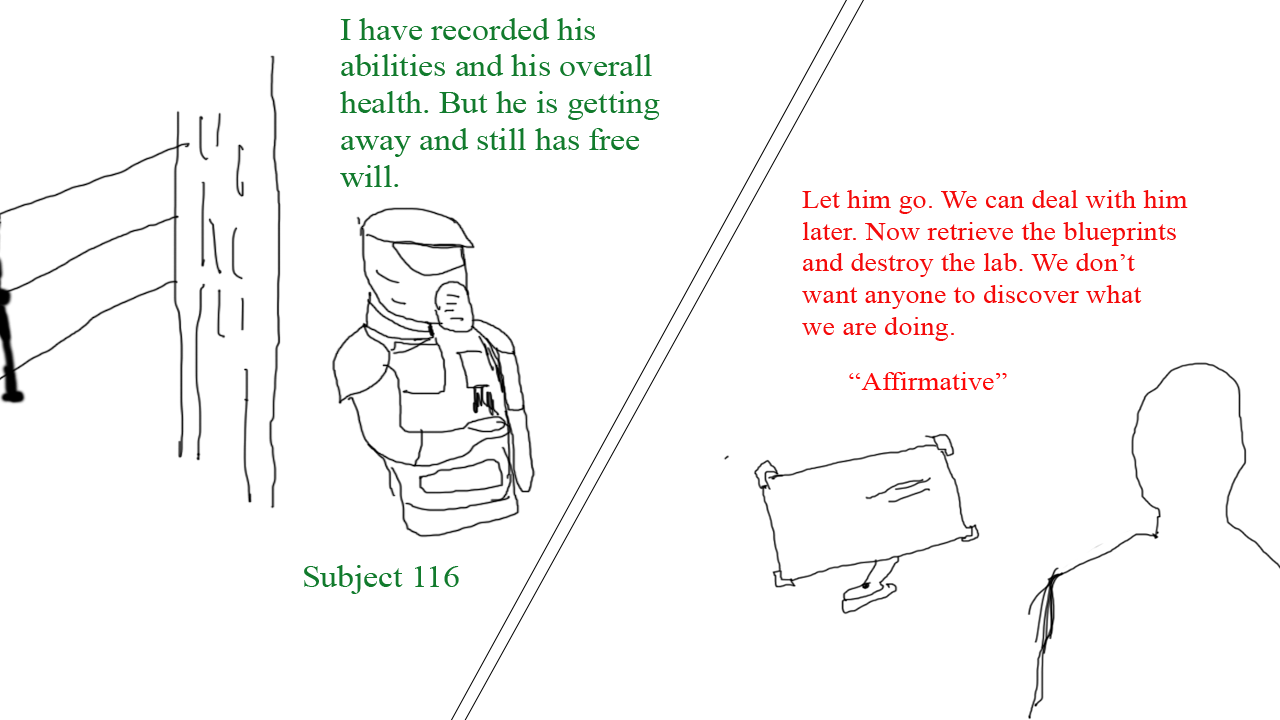 I have recorded his
abilities and his overall
health. But he is getting
away and still has free
will.
Subject 116
Let him go. We can deal with him
later. Now retrieve the blueprints
and destroy the lab. We don’t
want anyone to discover what
we are doing.
“Affirmative”